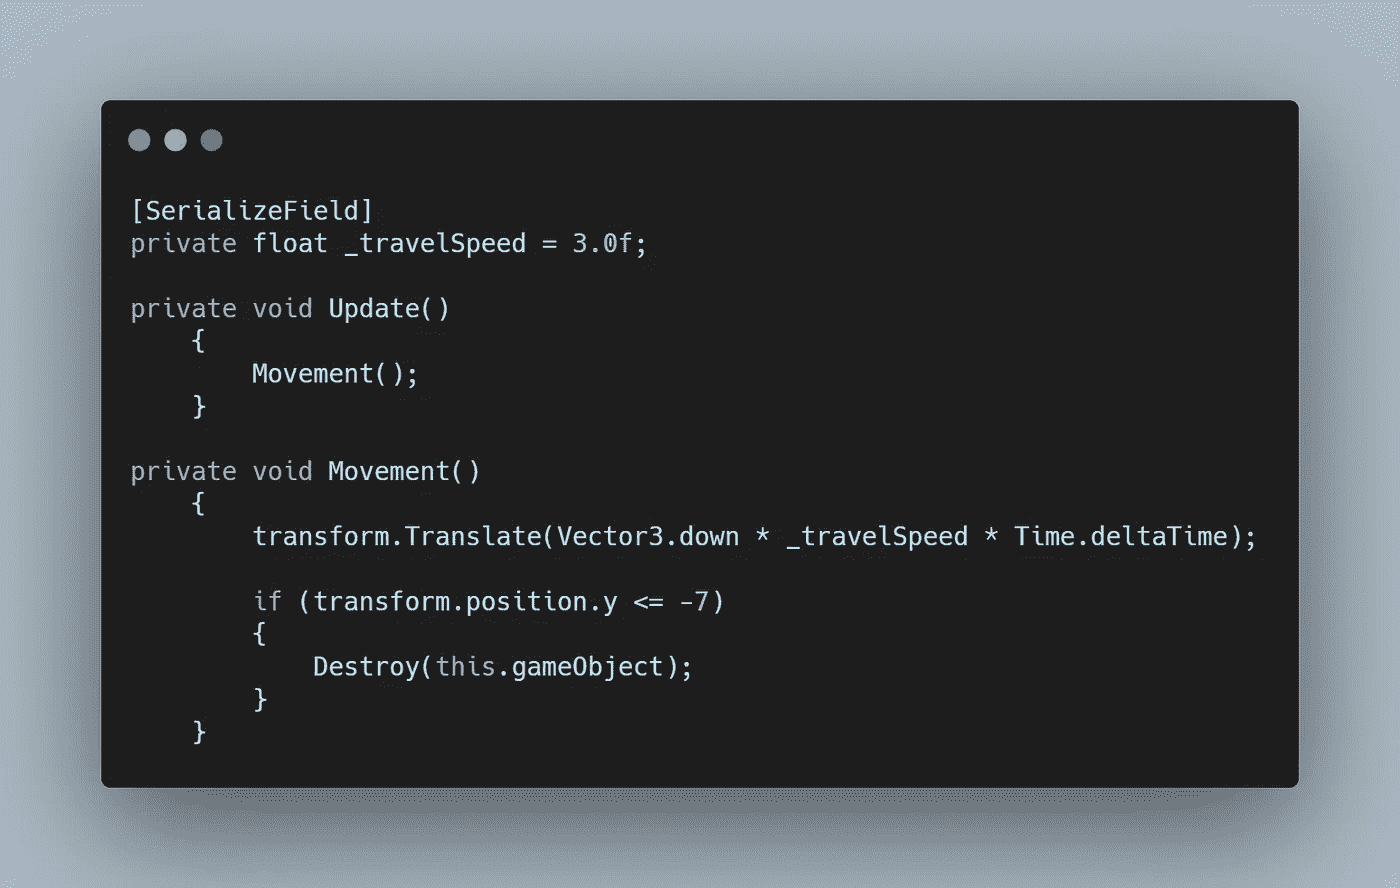 [SerializeField]
private float _travelSpeed = 3.0f;
private void Update()
{
Movement();
}
private void Movement()
{
transform.Translate(Vector3.down * _travelSpeed * Time.deltaTime);
if (transform.position.y <= -7)
{
Destroy(this.gameObject);
}
}